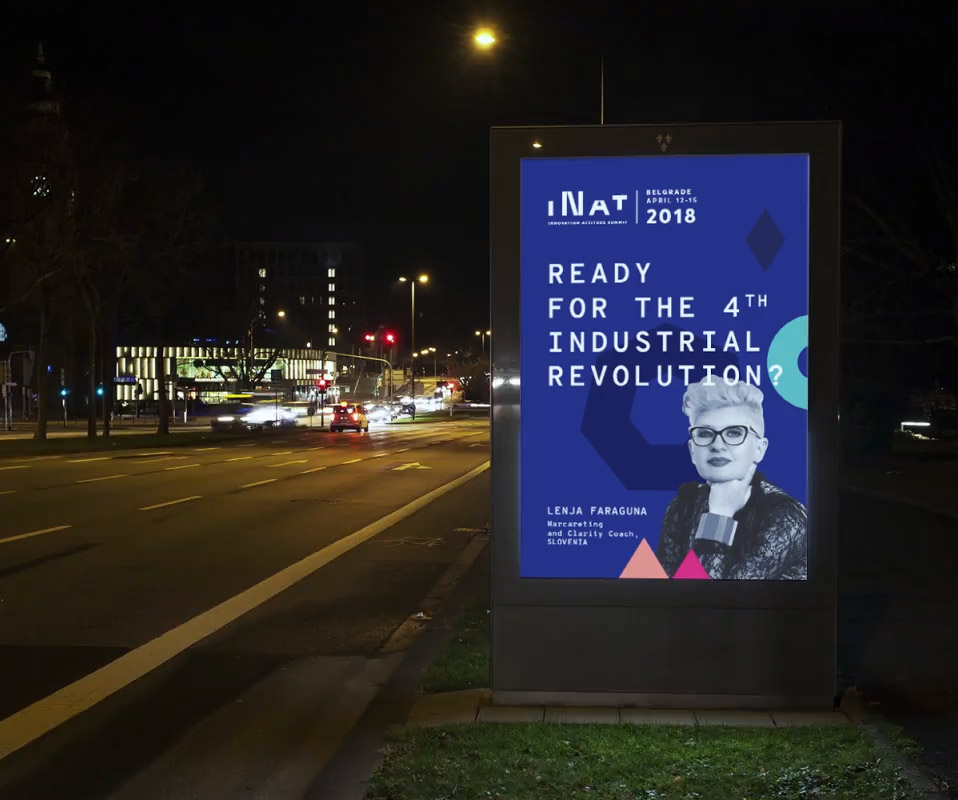 iNAT
INNOVATION ATTITUDE SUMMIT
BELGRADE
APRIL 12-15
2018
READY
FOR THE 4TH
INDUSTRIAL
REVOLUTION?
LENJA FARAGUNA
Marcareting
and Clarity Coach,
SLOVENIA